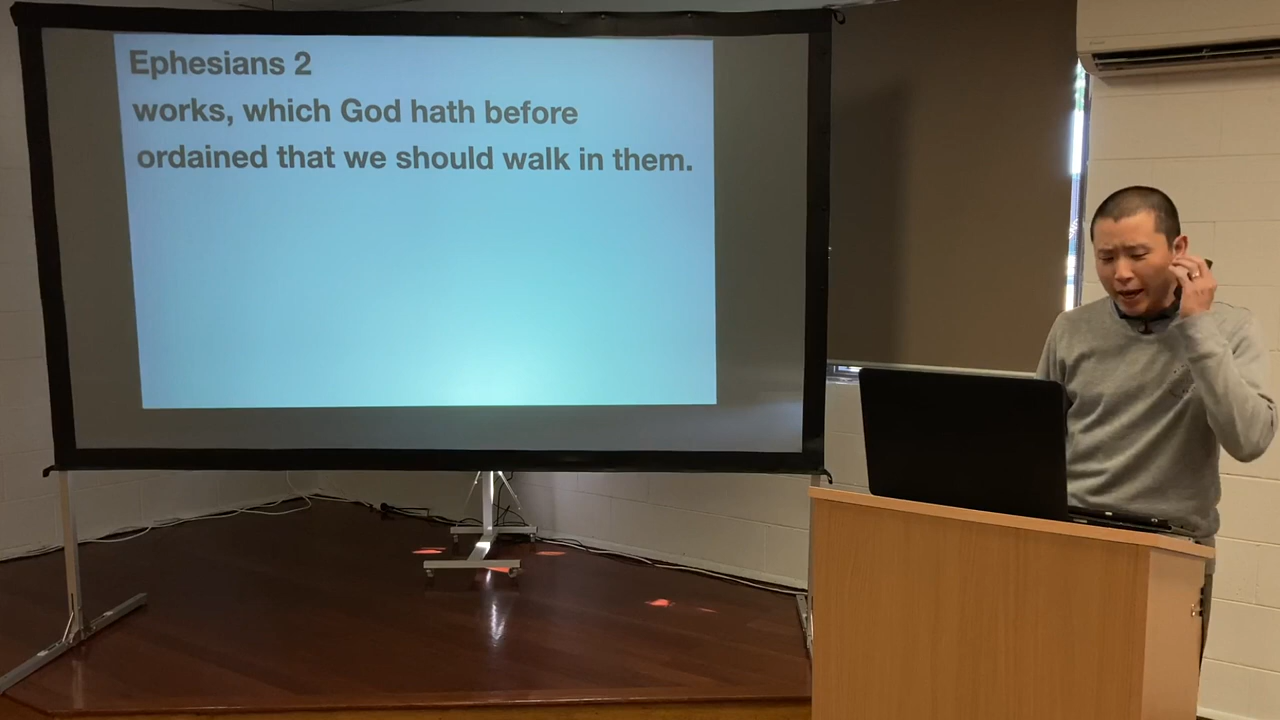 Ephesians 2
works, which God hath before
ordained that we should walk in them.